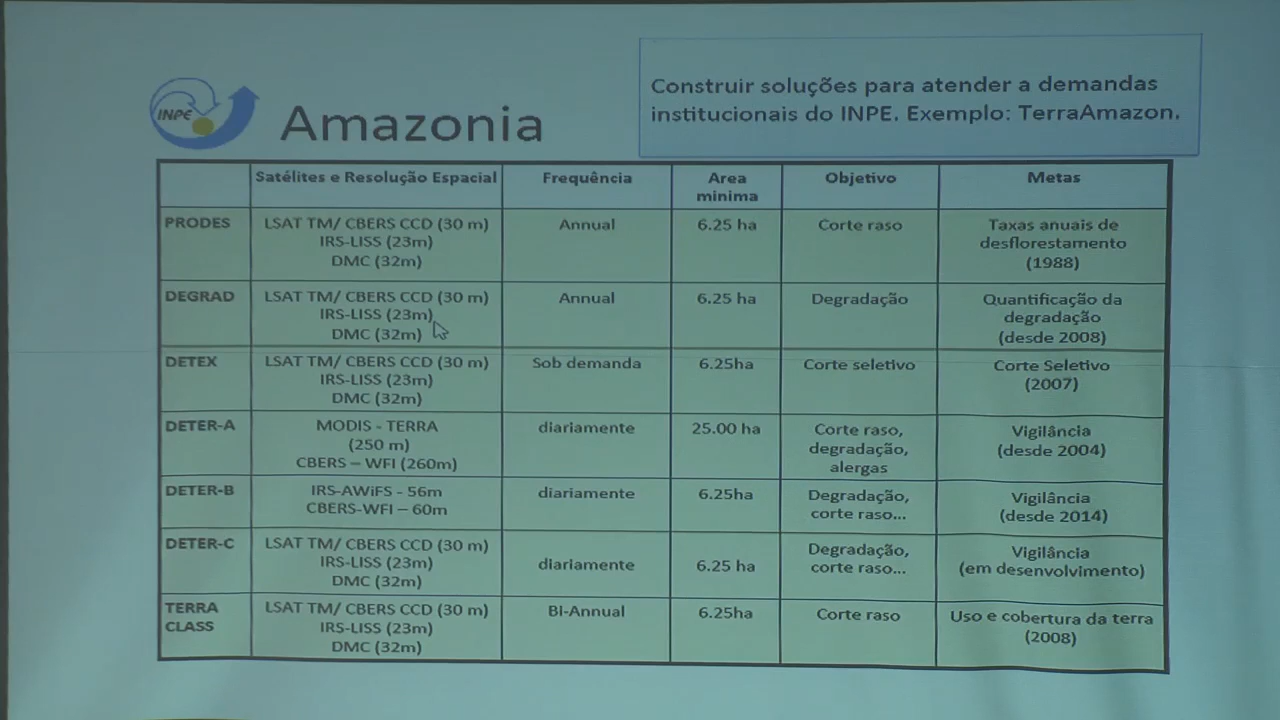 Construir soluções para atender a demandas
institucionais do INPE. Exemplo: TerraAmazon.
INPE
Amazonia
Satélites e Resolução Espacial Frequência Area minima Objetivo Metas
PRODES
LSAT TM/ CBERS CCD (30 m)
IRS-LISS (23m)
DMC (32m)
Annual
6.25 ha
Corte raso
Taxas anuais de
desflorestamento
(1988)
DEGRAD
LSAT TM/ CBERS CCD (30 m)
IRS-LISS (23m)
DMC (32m)
Annual
6.25 ha
Degradação
Quantificação da
degradação
(desde 2008)
DETEX
LSAT TM/ CBERS CCD (30 m)
IRS-LISS (23m)
DMC (32m)
Sob demanda
6.25ha
Corte seletivo
Corte Seletivo
(2007)
DETER-A
MODIS - TERRA
(250 m)
CBERS – WFI (260m)
diariamente
25.00 ha
Corte raso,
degradação,
alergas
Vigilância
(desde 2004)
DETER-B
IRS-AWiFS - 56m
CBERS-WFI – 60m
diariamente
6.25ha
Degradação,
corte raso...
Vigilância
(desde 2014)
DETER-C
LSAT TM/ CBERS CCD (30 m)
IRS-LISS (23m)
DMC (32m)
diariamente
6.25 ha
Degradação,
corte raso...
Vigilância
(em desenvolvimento)
TERRA
CLASS
LSAT TM/ CBERS CCD (30 m)
IRS-LISS (23m)
DMC (32m)
BI-Annual
6.25ha
Corte raso
Uso e cobertura da terra
(2008)